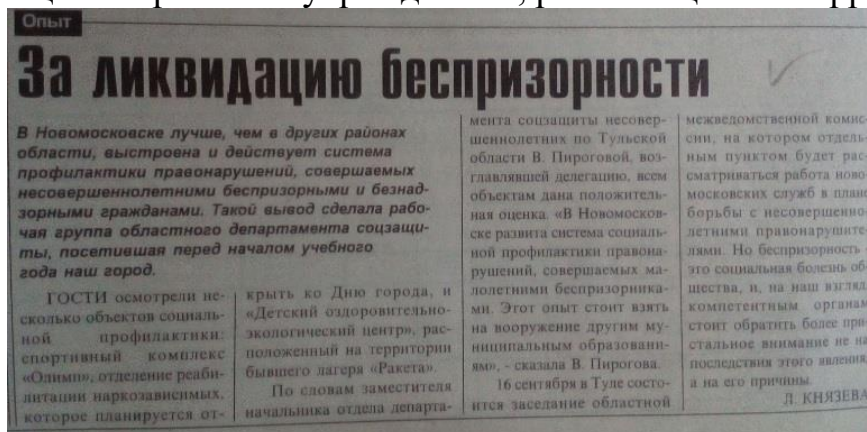 Опыт
За ликвидацию беспризорности
В Новомосковске лучше, чем в других районах
области, выстроена и действует система
профилактики правонарушений, совершаемых
несовершеннолетними беспризорными и безнад-
зорными гражданами. Такой вывод сделала рабо-
чая группа областного департамента соцзащи-
ты, посетившая перед началом учебного
года наш город.
ГОСТИ осмотрели не-
сколько объектов социаль-
ной профилактики:
спортивный комплекс
«Олимп», отделение реаби-
литации наркозависимых,
которое планируется от-
крыть ко Дню города, и
«Детский оздоровительно-
экологический центр», рас-
положенный на территории
бывшего лагеря «Ракета».
По словам заместителя
начальника отдела департа-
мента соцзащиты несовер-
шеннолетних по Тульской
области В. Пироговой, воз-
главлявшей делегацию, всем
объектам дана положитель-
ная оценка. «В Новомосков-
ске развита система социаль-
ной профилактики правона-
рушений, совершаемых ма-
лолетними беспризорника-
ми. Этот опыт стоит взять
на вооружение другим му-
ниципальным образовани-
ям», - сказала В. Пирогова.
16 сентября в Туле состо-
ится заседание областной
межведомственной комис-
сии, на котором отдель-
ным пунктом будет рас-
сматриваться работа ново-
московских служб в плане
борьбы с несовершенно-
летними правонарушите-
лями. Но беспризорность -
это социальная болезнь об-
щества, и, на наш взгляд,
компетентным органам
стоит обратить более при-
стальное внимание не на
последствия этого явления,
а на его причины.
Л. КНЯЗЕВА